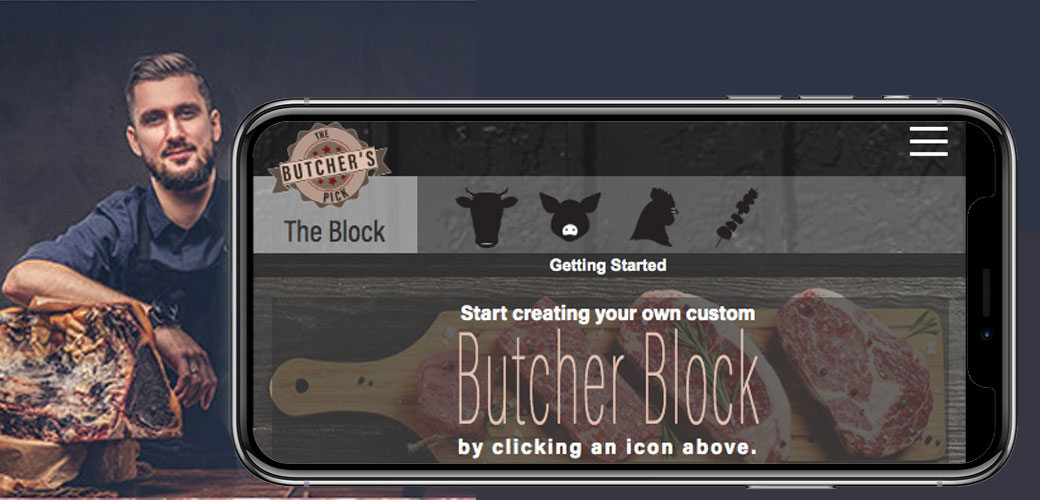 THE
BUTCHER'S
PICK
The Block
Getting Started
Start creating your own custom
Butcher Block
by clicking an icon above.